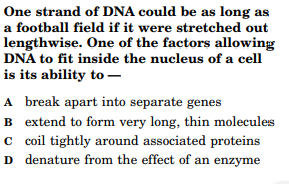 One strand of DNA could be as long as
a football field if it were stretched out
lengthwise. One of the factors allowing
DNA to fit inside the nucleus of a cell
is its ability to —
A break apart into separate genes
B extend to form very long, thin molecules
C coil tightly around associated proteins
D denature from the effect of an enzyme